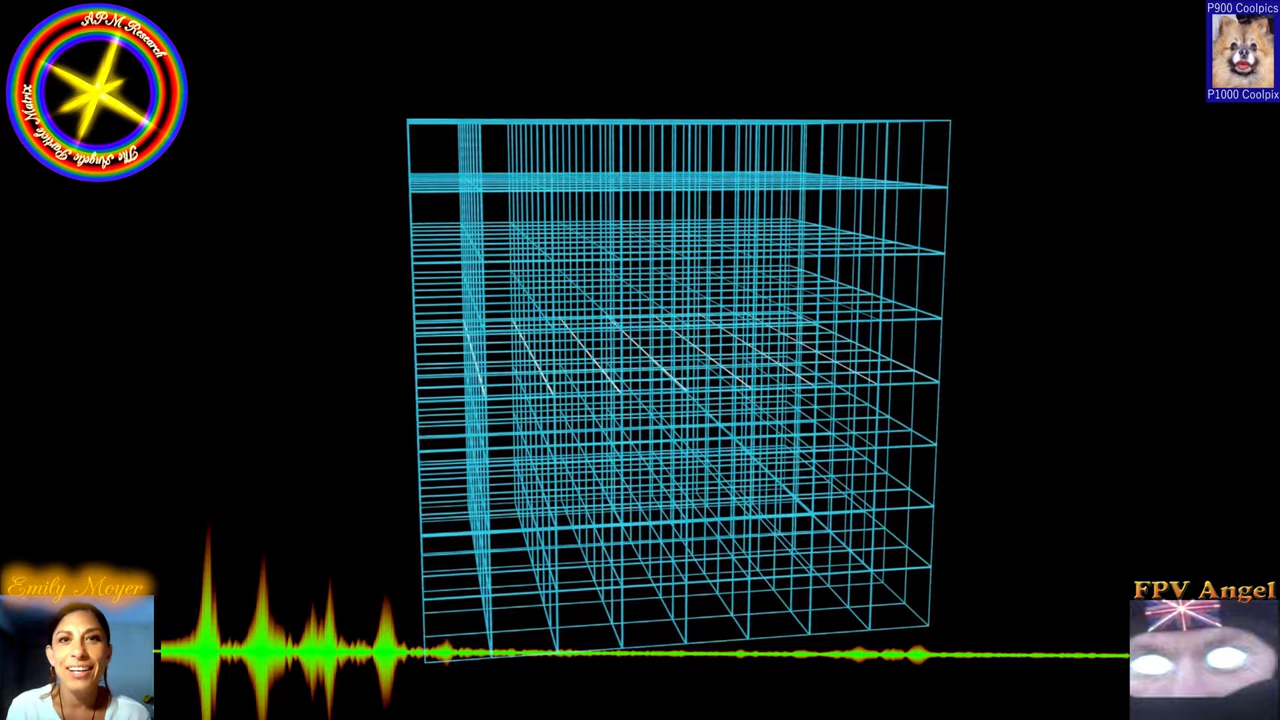 APM Research
The Angelic Particle Matrix
P900 Coolpics
P1000 Coolpix
Emily Moyer
FPV Angel